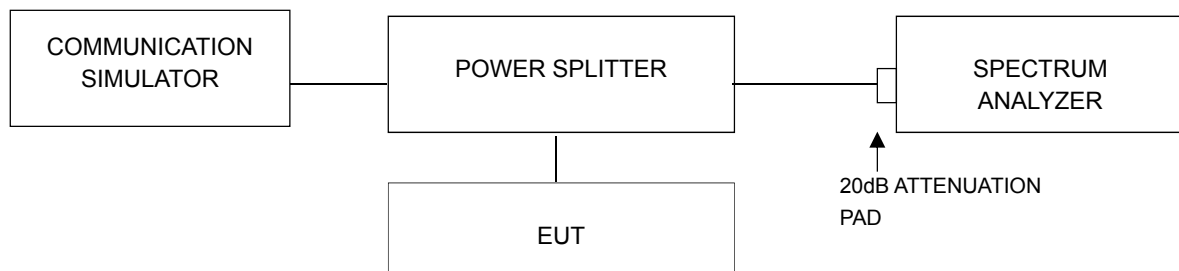 COMMUNICATION
SIMULATOR
POWER SPLITTER
SPECTRUM
ANALYZER
20dB ATTENUATION
PAD
EUT